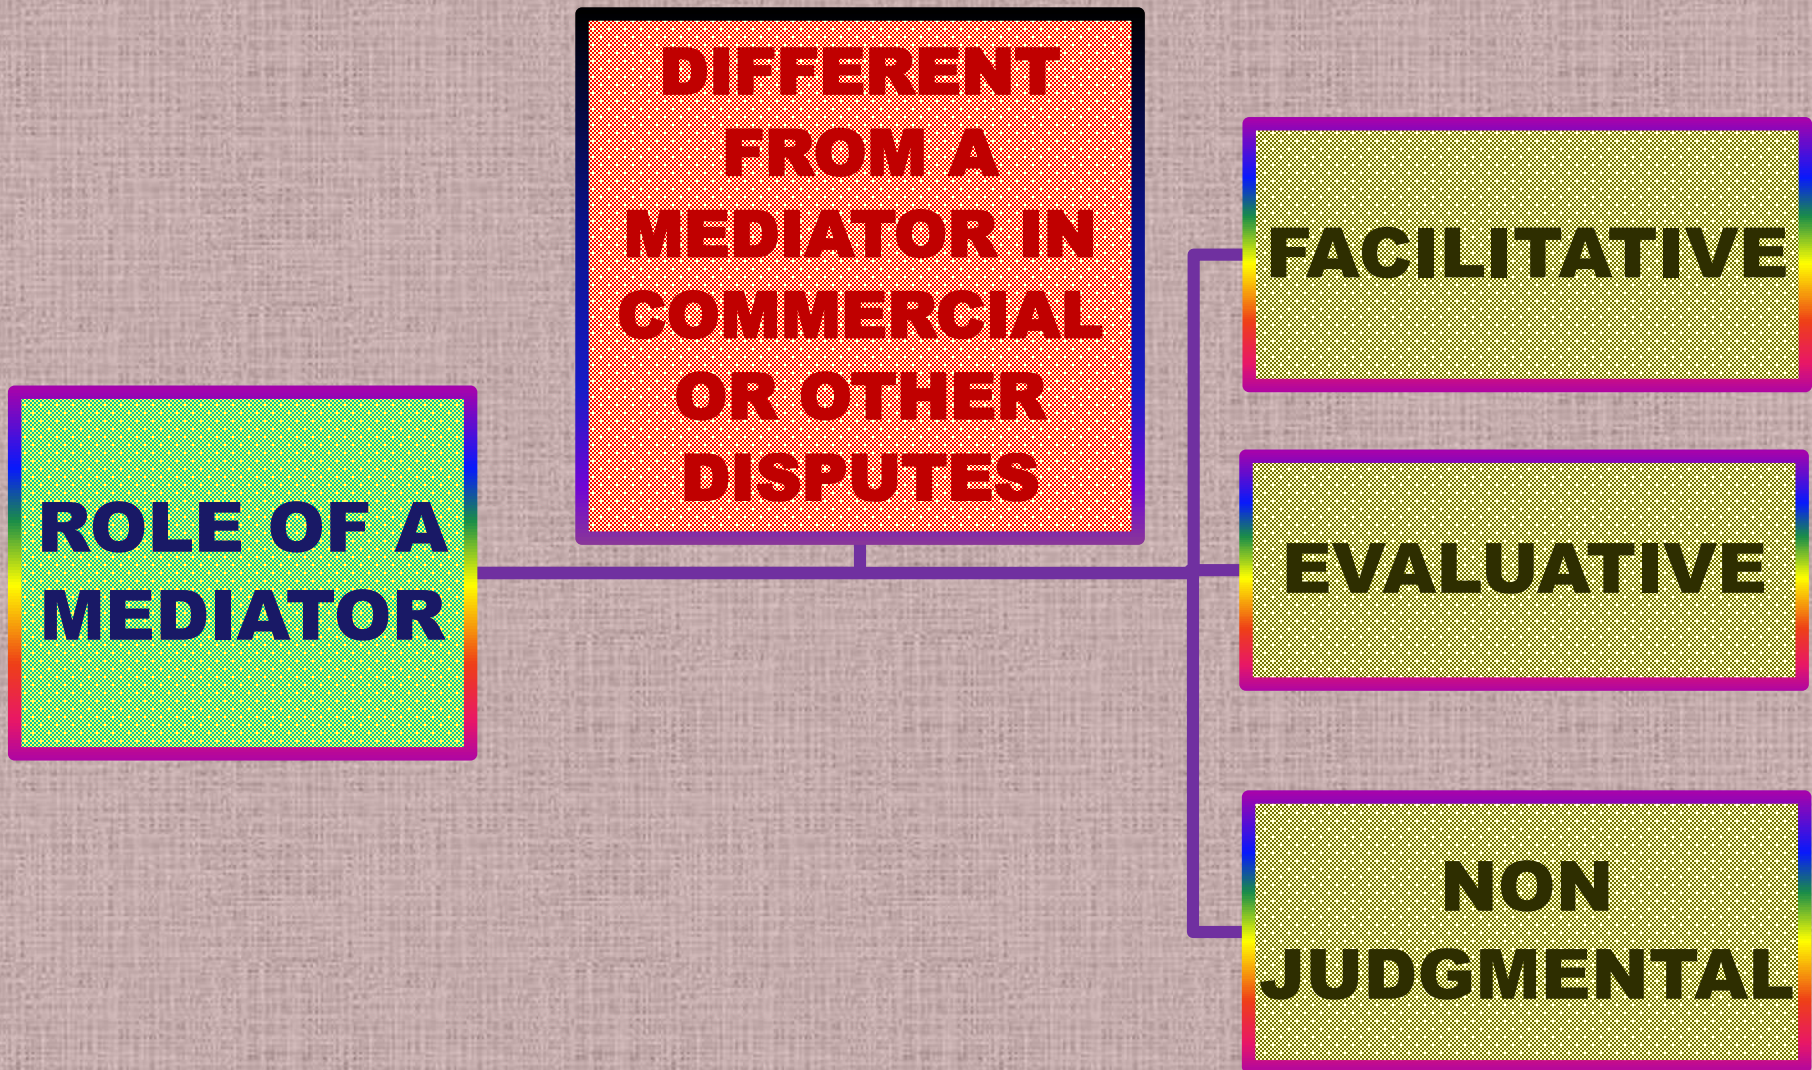 ROLE OF A
MEDIATOR
DIFFERENT
FROM A
MEDIATOR IN
COMMERCIAL
OR OTHER
DISPUTES
FACILITATIVE
EVALUATIVE
NON
JUDGMENTAL